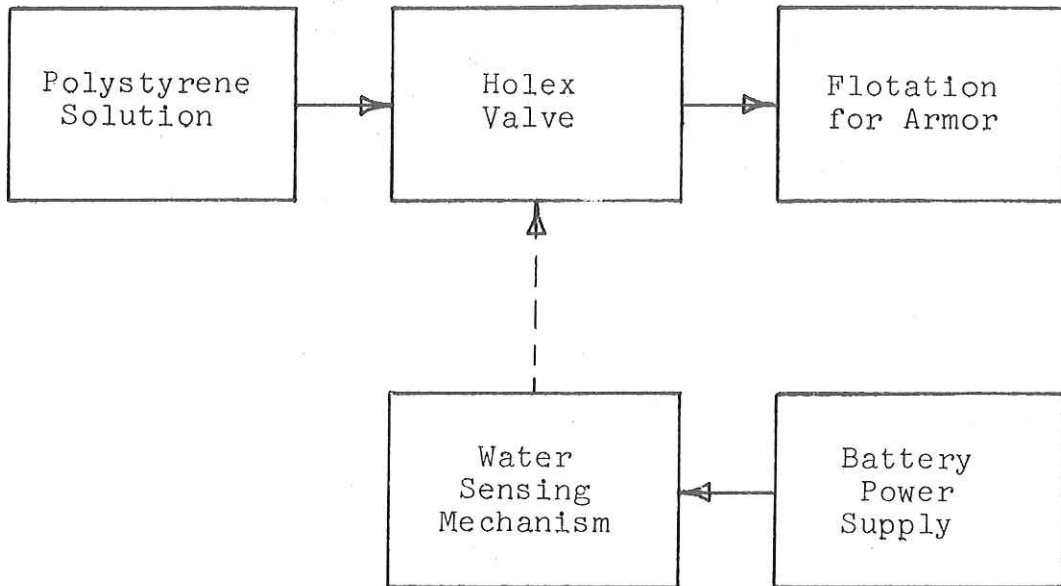 Polystyrene
Solution
Holex
Valve
Flotation
for Armor
Water
Sensing
Mechanism
Battery
Power
Supply